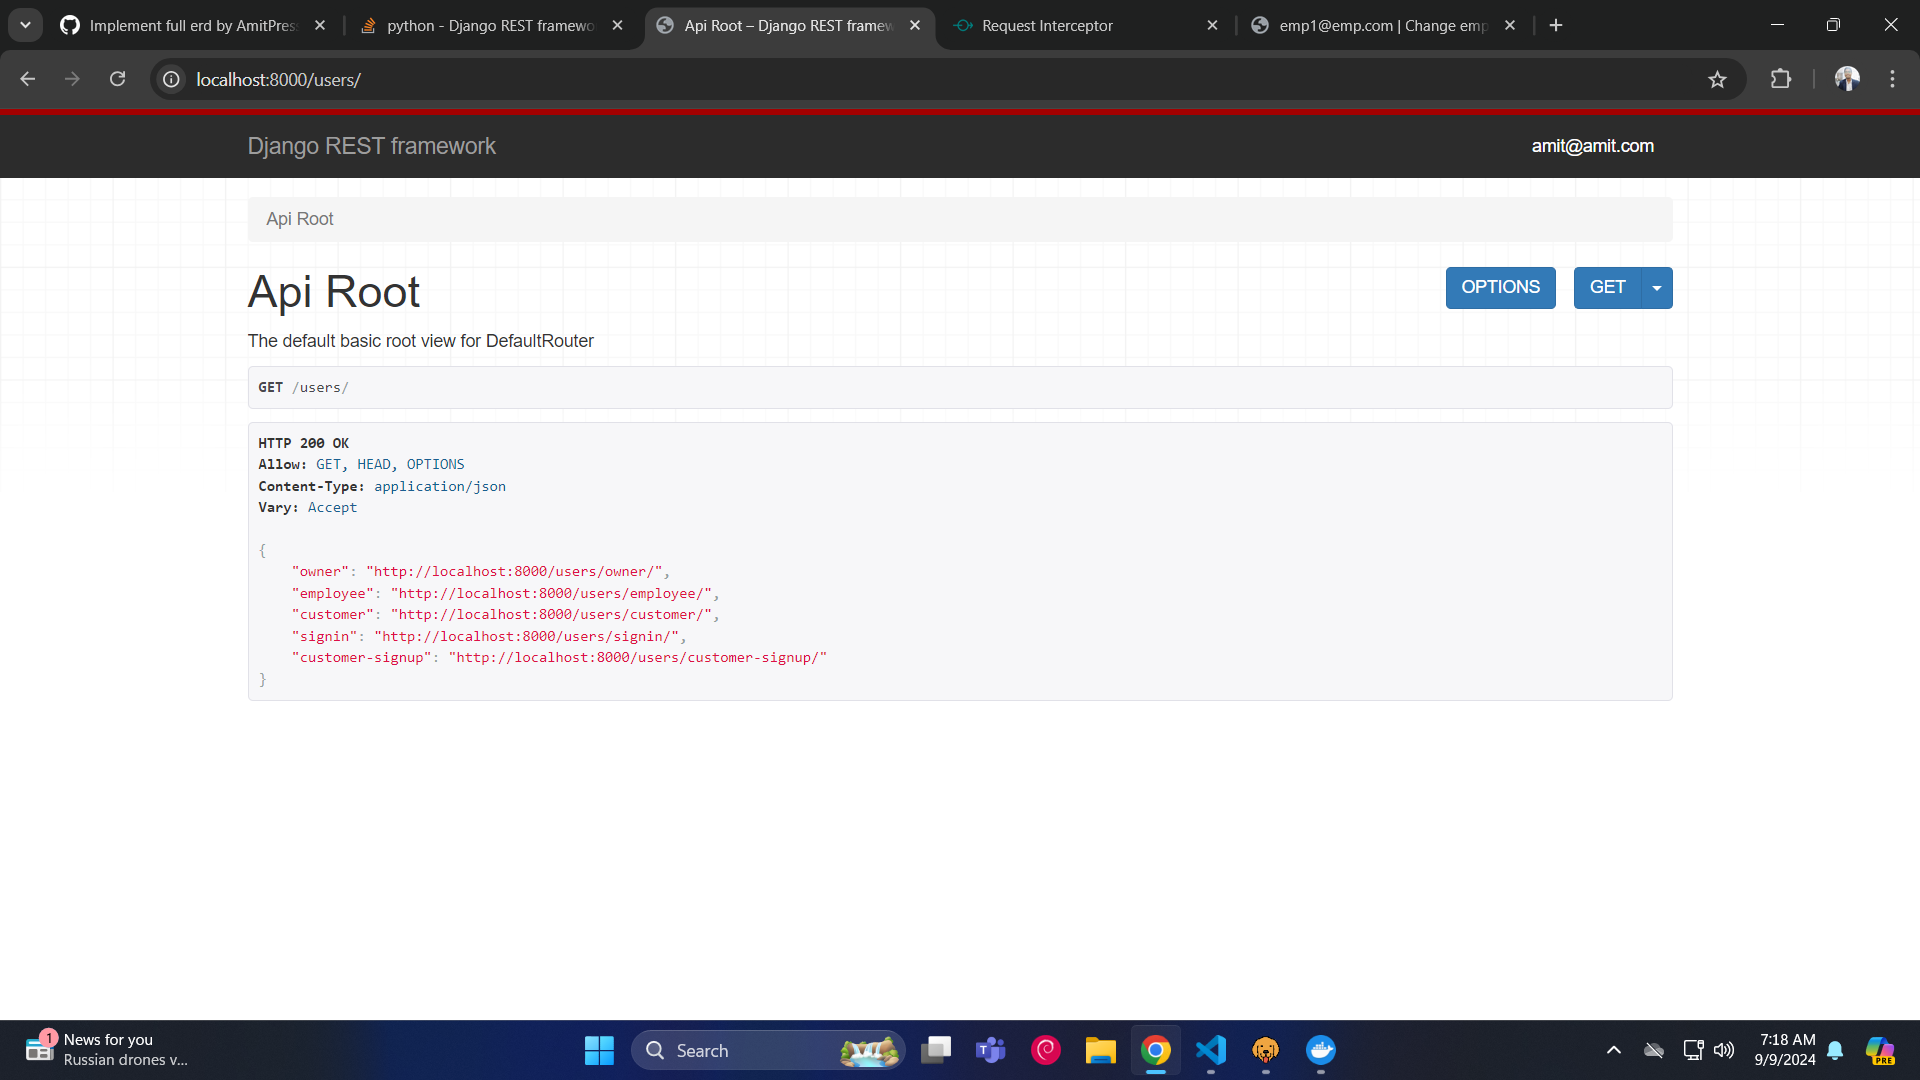 Implement full erd by AmitPres
python - Django REST framewo
Api Root – Django REST framew
Request Interceptor
emp1@emp.com | Change emp
localhost:8000/users/
Django REST framework
amit@amit.com
Api Root
Api Root
OPTIONS
GET
The default basic root view for DefaultRouter
GET /users/
HTTP 200 OK
Allow: GET, HEAD, OPTIONS
Content-Type: application/json
Vary: Accept
{
"owner": "http://localhost:8000/users/owner/",
"employee": "http://localhost:8000/users/employee/",
"customer": "http://localhost:8000/users/customer/",
"signin": "http://localhost:8000/users/signin/",
"customer-signup": "http://localhost:8000/users/customer-signup/"
}
1
News for you
Russian drones v...
Search
7:18 AM
9/9/2024
PRE